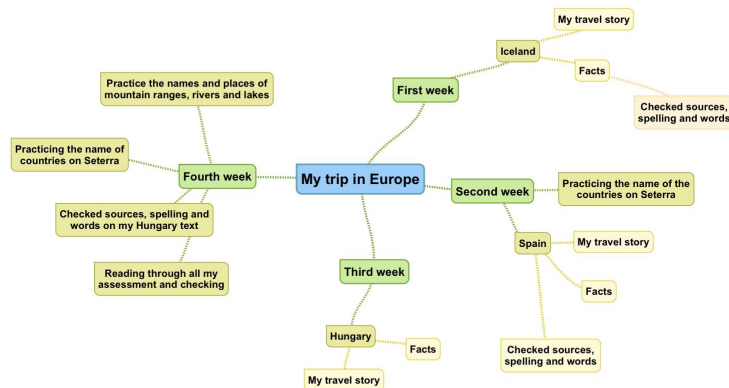 My trip in Europe
First week
Iceland
My travel story
Facts
Checked sources,
spelling and words
Second week
Practicing the name of the
countries on Seterra
Spain
My travel story
Facts
Checked sources,
spelling and words
Third week
Hungary
Facts
My travel story
Fourth week
Practice the names and places of
mountain ranges, rivers and lakes
Practicing the name of
countries on Seterra
Checked sources, spelling and
words on my Hungary text
Reading through all my
assessment and checking